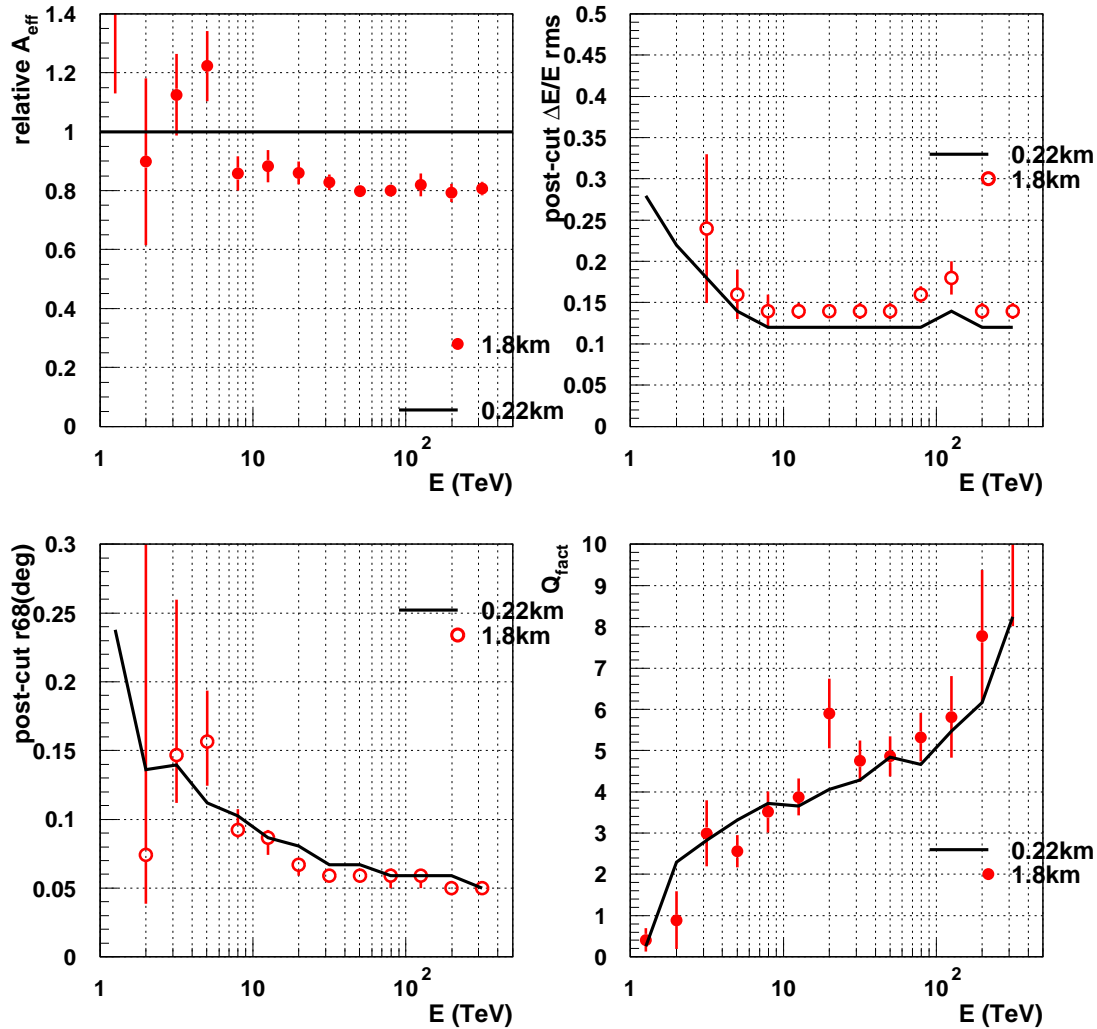 relative A_eff
1.4
1.2
1
0.8
0.6
0.4
0.2
0
1.8km
0.22km
1 10 10^2
E (TeV)
post-cut ΔE/E rms
0.5
0.45
0.4
0.35
0.3
0.25
0.2
0.15
0.1
0.05
0
0.22km
1.8km
1 10 10^2
E (TeV)
post-cut r68(deg)
0.3
0.25
0.2
0.15
0.1
0.05
0
0.22km
1.8km
1 10 10^2
E (TeV)
Q_fact
10
9
8
7
6
5
4
3
2
1
0
0.22km
1.8km
1 10 10^2
E (TeV)